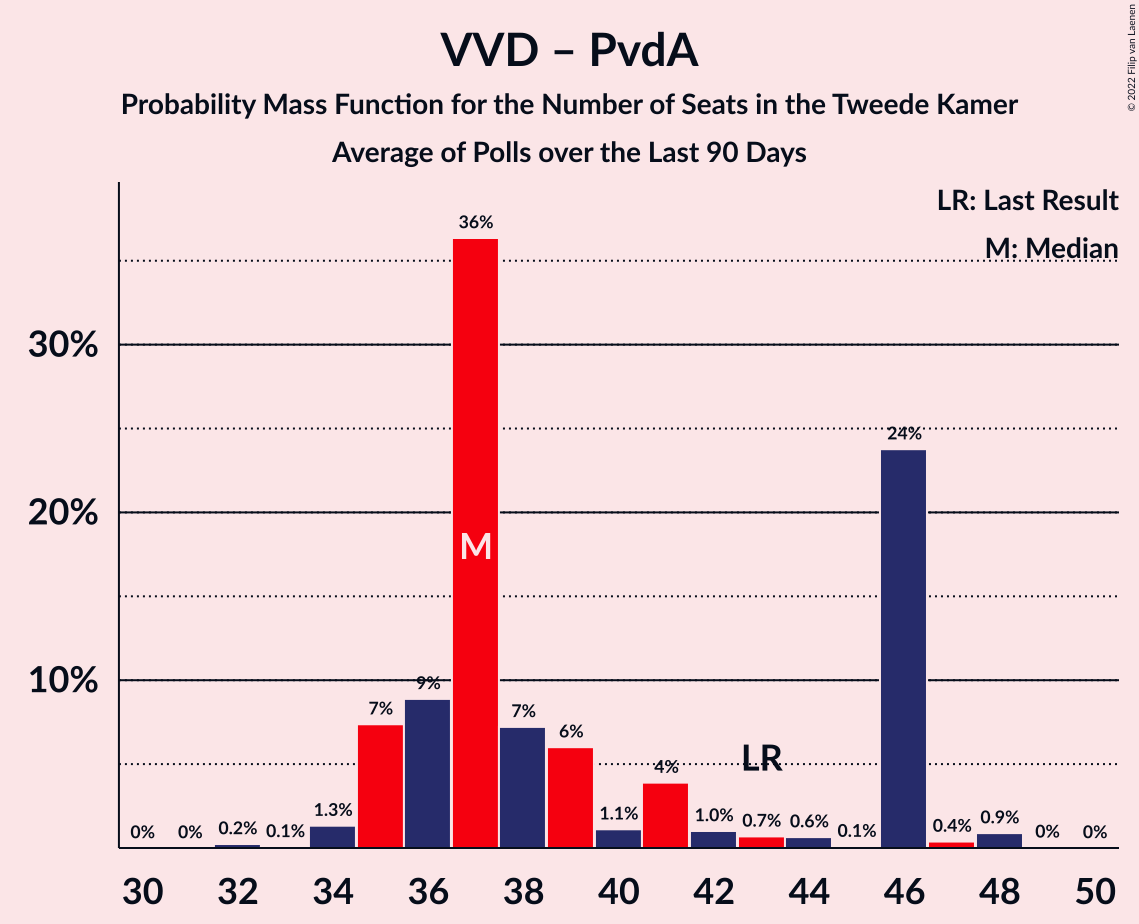 VVD – PvdA
Probability Mass Function for the Number of Seats in the Tweede Kamer
Average of Polls over the Last 90 Days
© 2022 Filip van Laenen
LR: Last Result
M: Median
30%
20%
10%
0%
0%
0.2%
0.1%
1.3%
7%
9%
36%
7%
6%
1.1%
4%
1.0%
0.7%
0.6%
0.1%
24%
0.4%
0.9%
0%
0%
M
LR
30 32 34 36 38 40 42 44 46 48 50